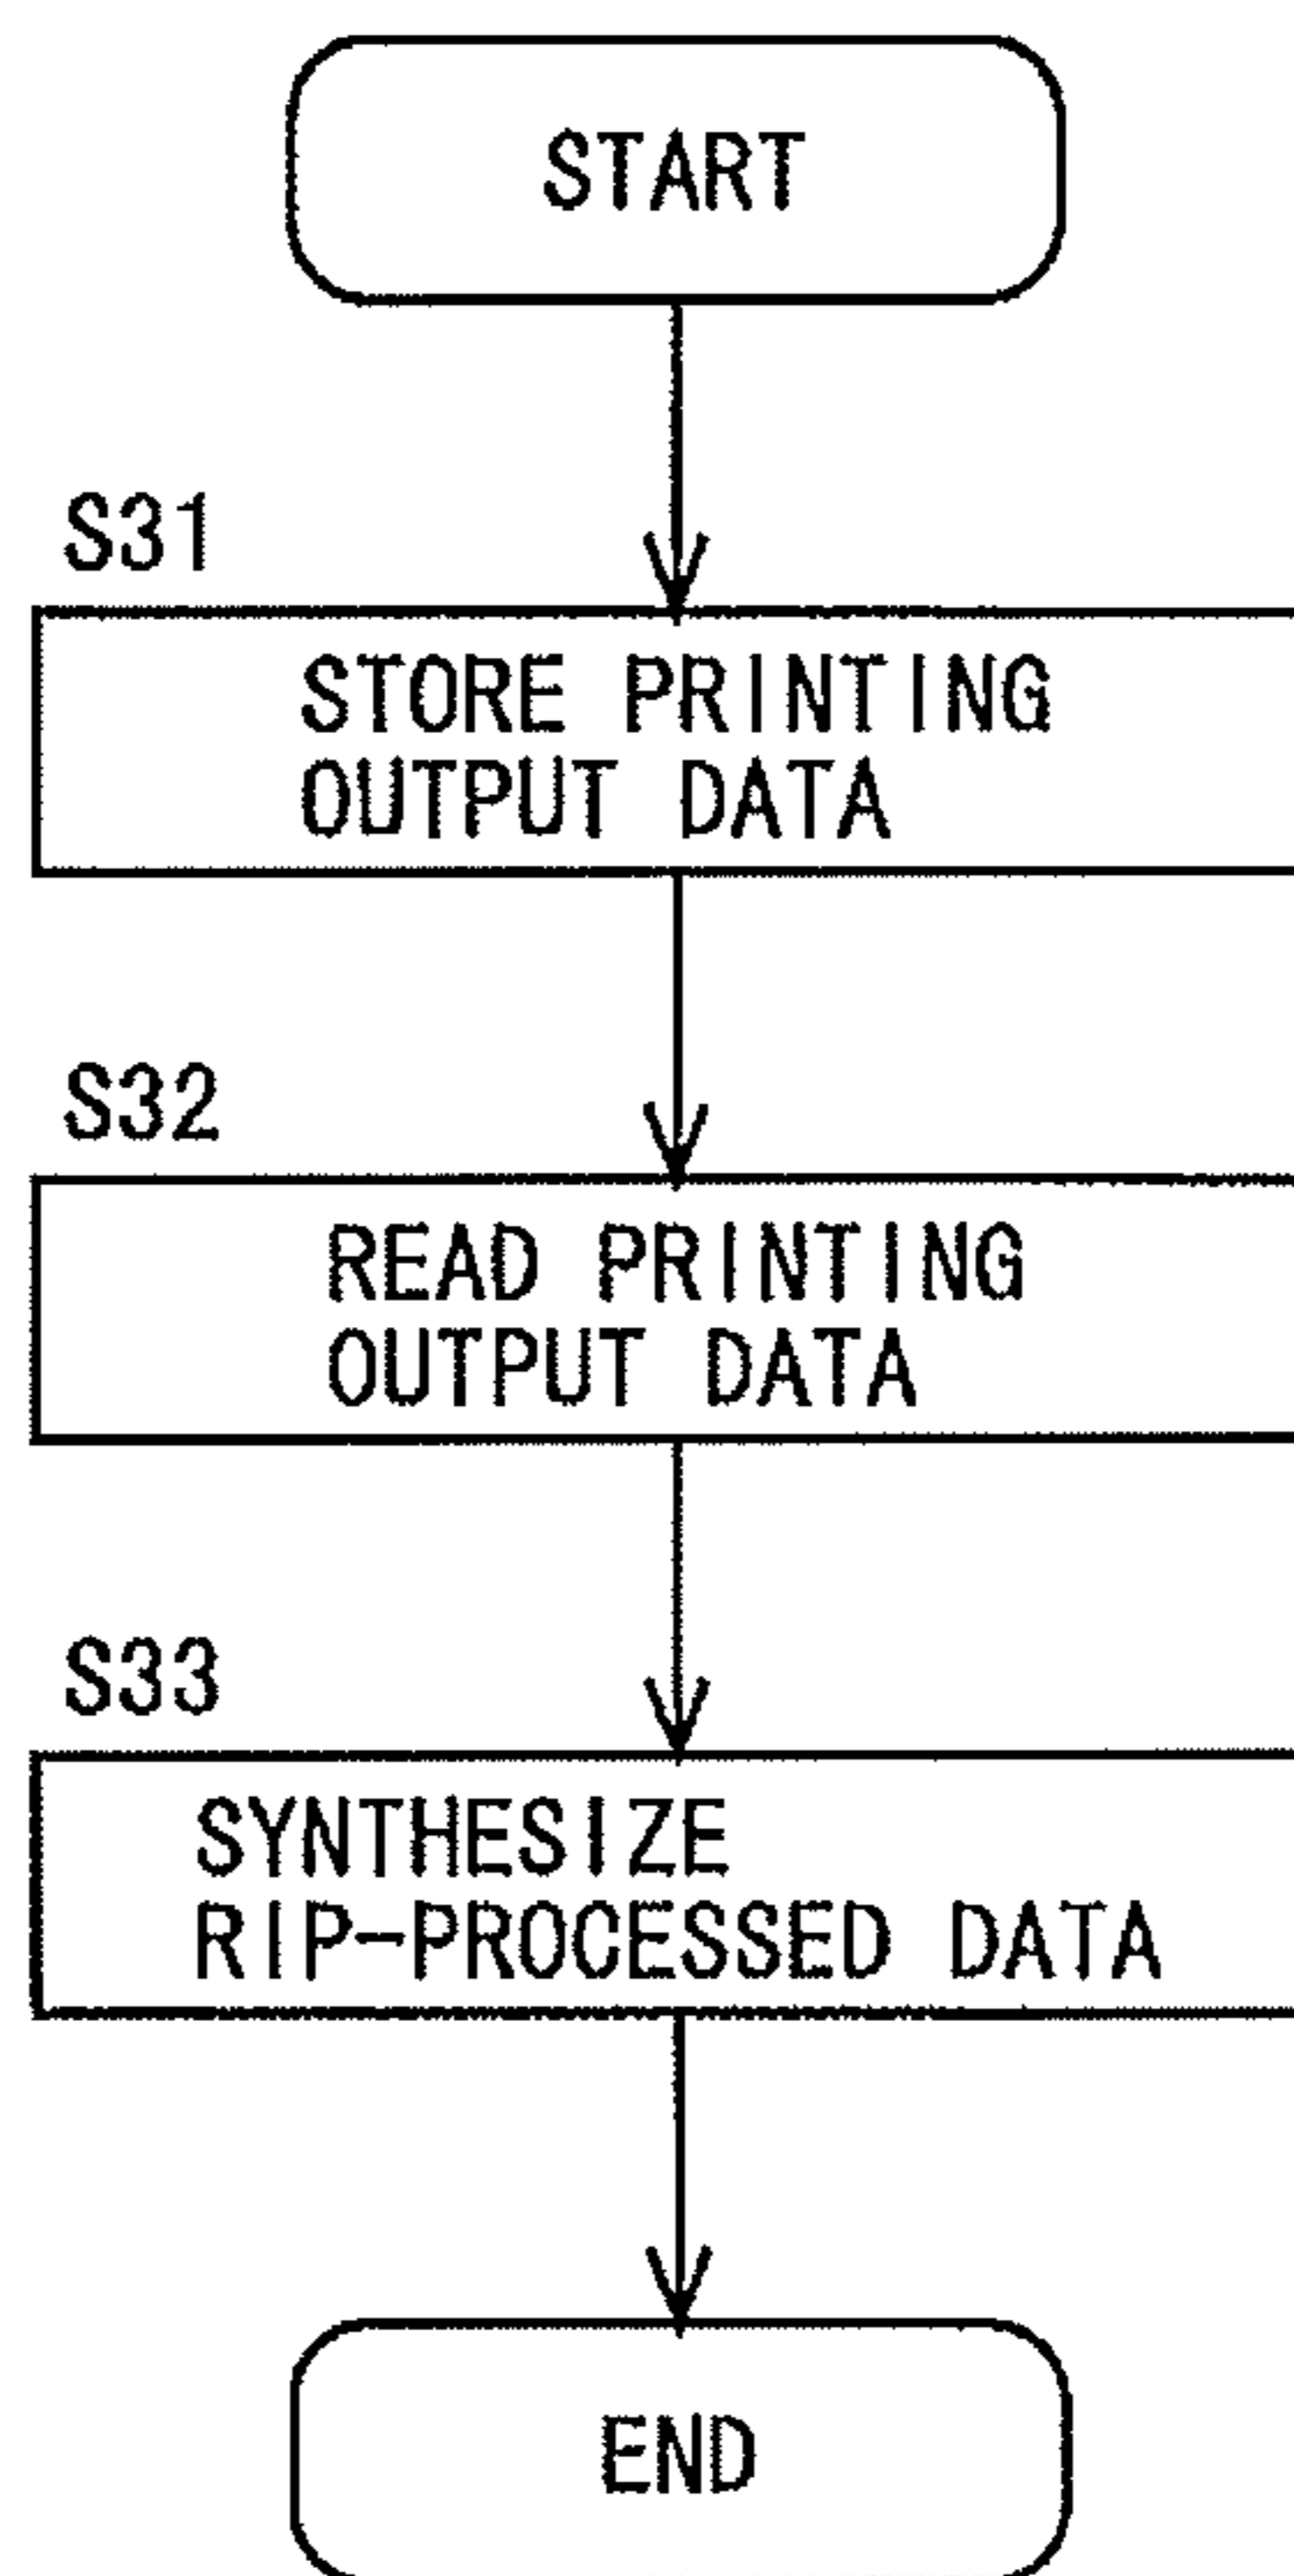 START
S31
STORE PRINTING
OUTPUT DATA
S32
READ PRINTING
OUTPUT DATA
S33
SYNTHESIZE
RIP-PROCESSED DATA
END